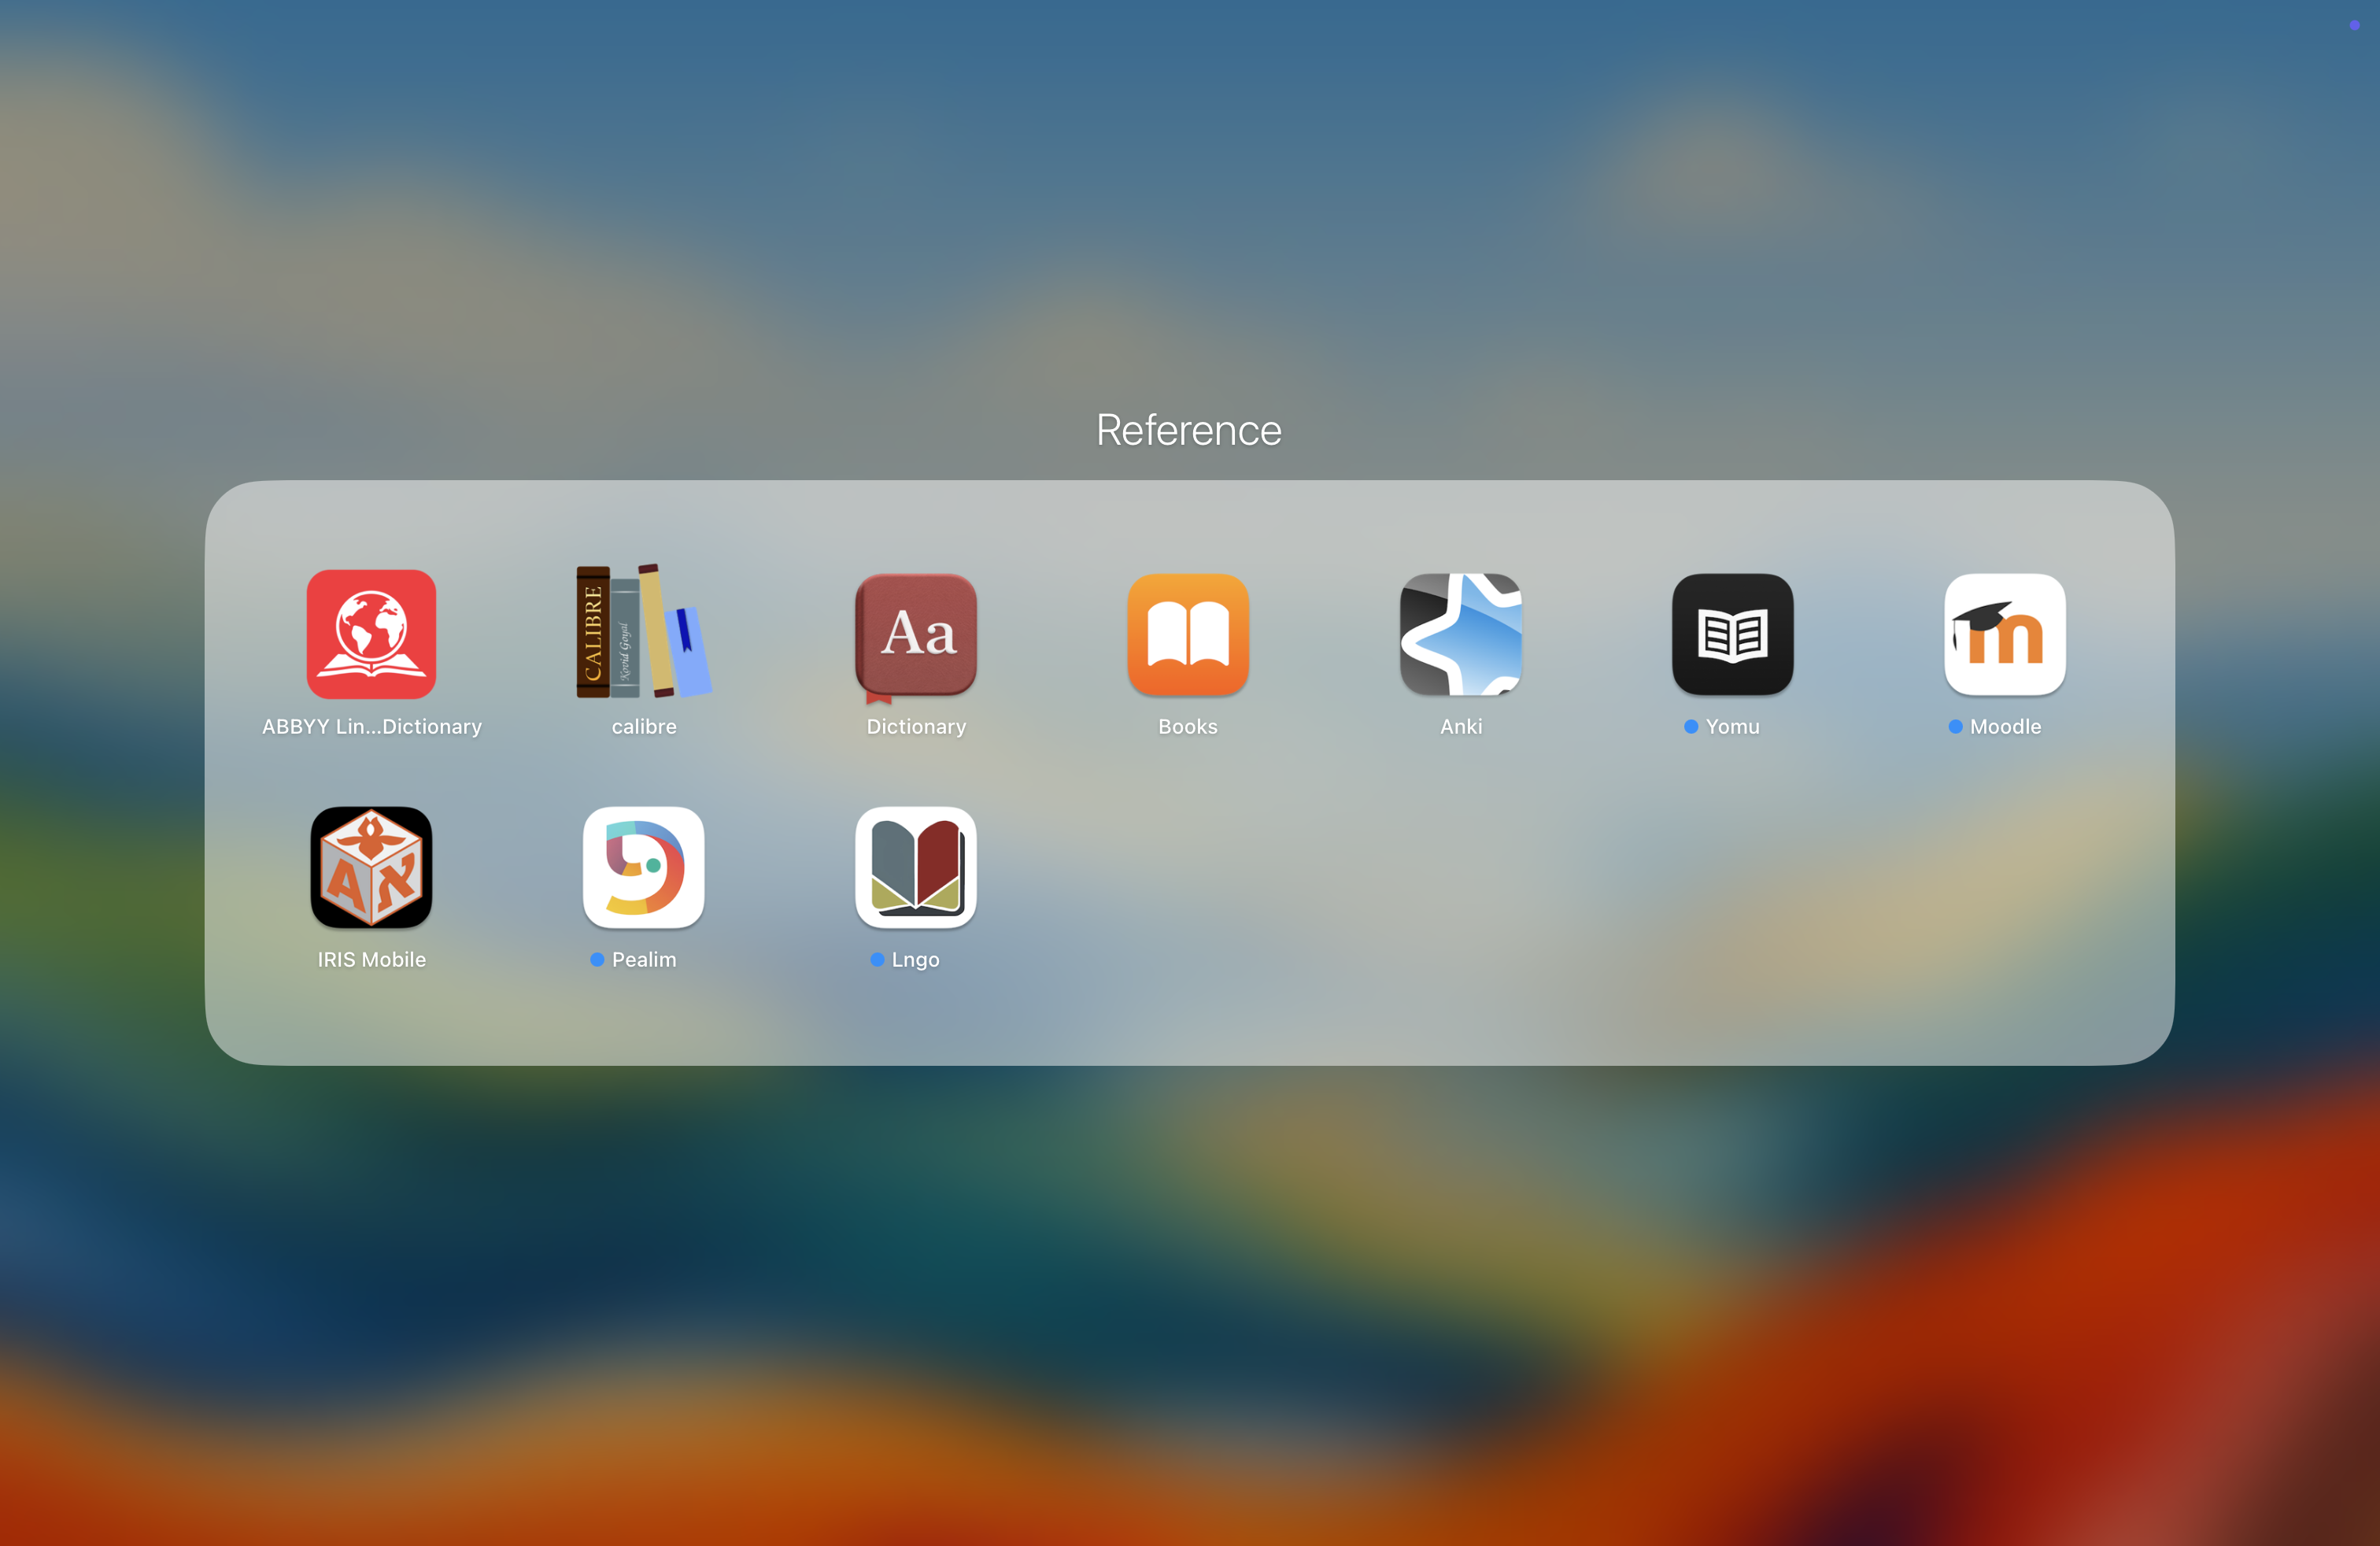 Reference
CALIBRE
Kovid Goyal
Aa
m
A א
ABBYY Lin...Dictionary
calibre
Dictionary
Books
Anki
Yomu
Moodle
IRIS Mobile
Pealim
Lngo